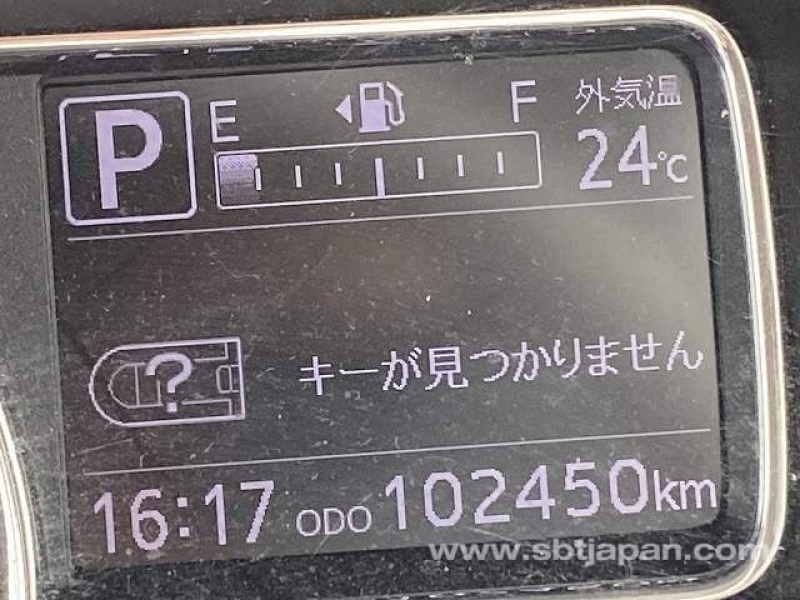 P E F 外気温
24℃
? キーが見つかりません
16:17 ODO 102450km
www.sbtjapan.com